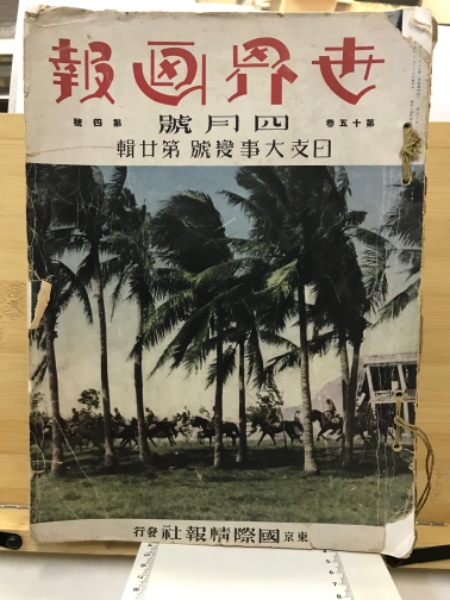 世界画報
第十五卷 四月號 第四號
日支大事變號 第廿輯
東京 國際情報社 發行